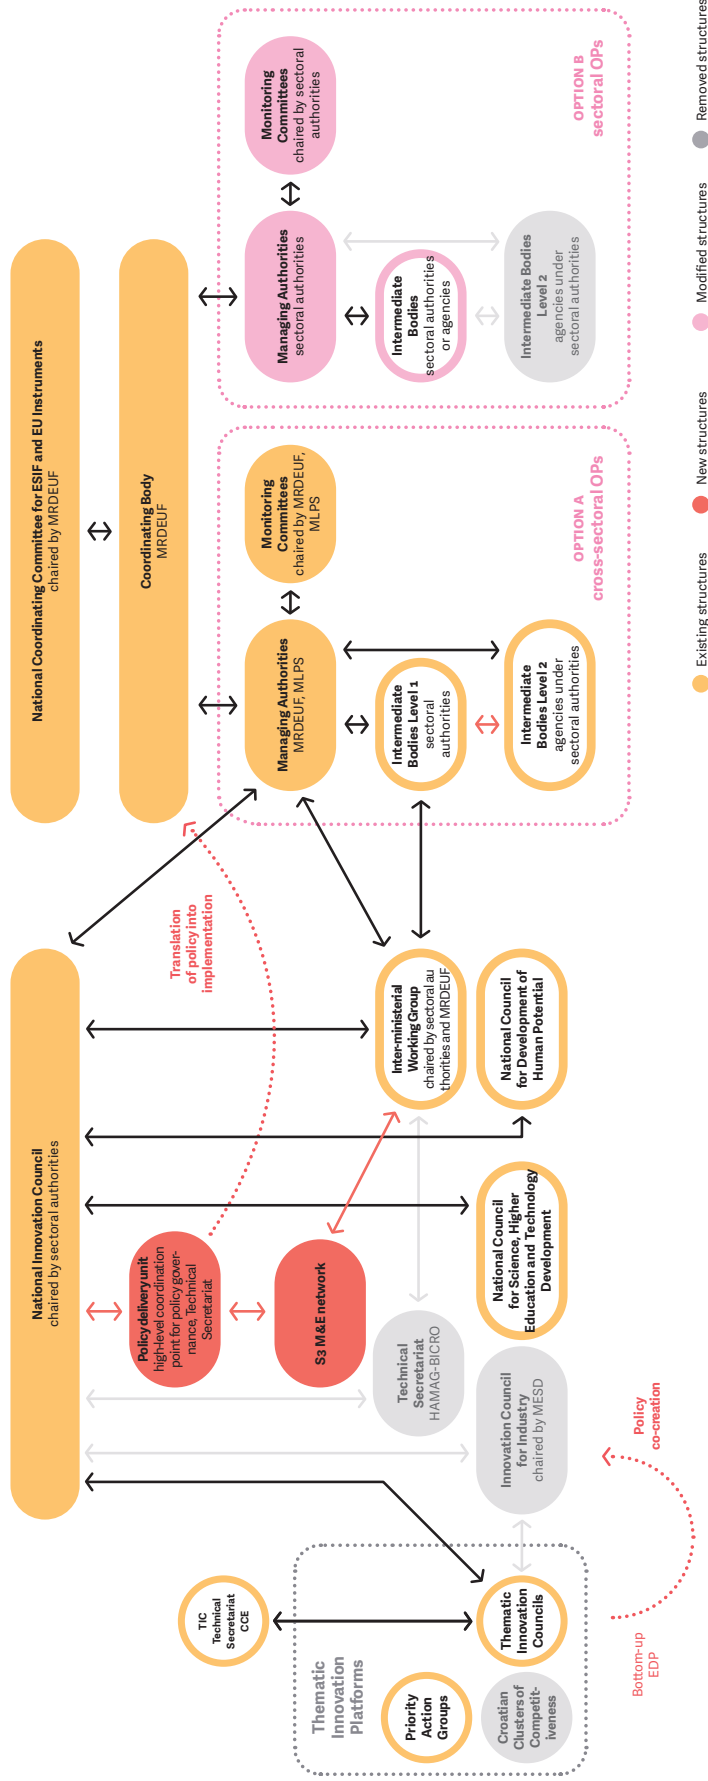 National Innovation Council
chaired by sectoral authorities
National Coordinating Committee for ESIF and EU Instruments
chaired by MRDEUF
Coordinating Body
MRDEUF
TIC
Technical
Secretariat
CCE
Policy delivery unit
high-level coordination
point for policy gover-
nance, Technical
Secretariat
Translation
of policy into
implementation
S3 M&E network
Thematic
Innovation
Platforms
Priority
Action
Groups
Croatian
Clusters of
Competit-
iveness
Thematic
Innovation
Councils
Technical
Secretariat
HAMAG-BICRO
Innovation Council
for Industry
chaired by MESD
National Council
for Science, Higher
Education and Technology
Development
Inter-ministerial
Working Group
chaired by sectoral au
thorities and MRDEUF
National Council
for Development of
Human Potential
Bottom-up
EDP
Policy
co-creation
Managing Authorities
MRDEUF, MLPS
Monitoring
Committees
chaired by MRDEUF,
MLPS
Intermediate
Bodies Level 1
sectoral
authorities
Intermediate
Bodies Level 2
agencies under
sectoral authorities
OPTION A
cross-sectoral OPs
Managing Authorities
sectoral authorities
Monitoring
Committees
chaired by sectoral
authorities
Intermediate
Bodies
sectoral authorities
or agencies
Intermediate Bodies
Level 2
agencies under
sectoral authorities
OPTION B
sectoral OPs
Existing structures
New structures
Modified structures
Removed structures